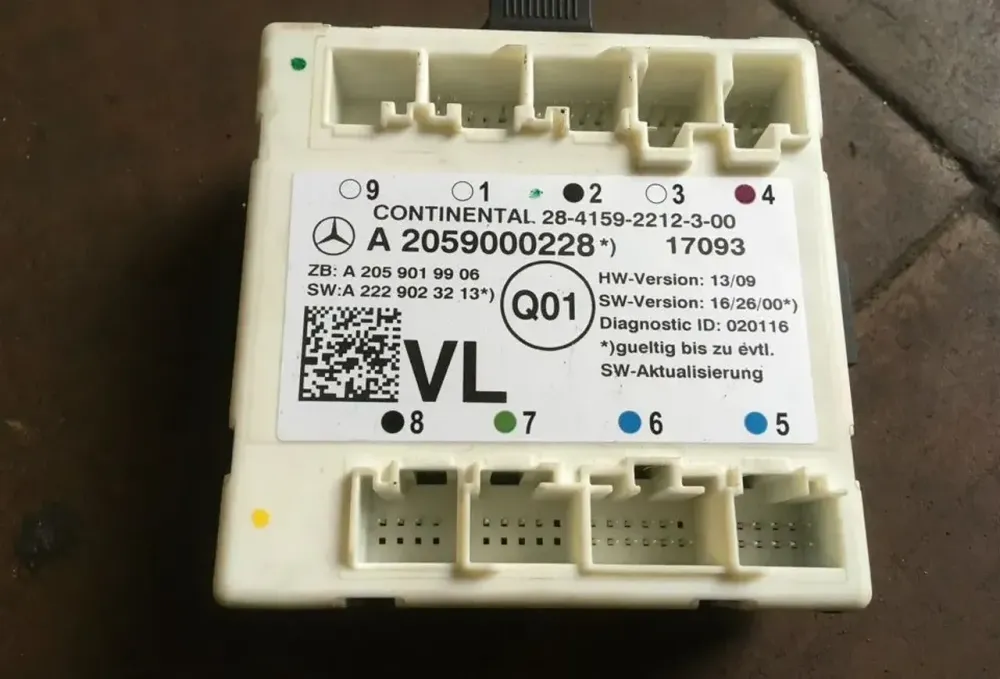 9 1 2 3 4
CONTINENTAL 28-4159-2212-3-00
A 2059000228*) 17093
ZB: A 205 901 99 06
SW:A 222 902 32 13*)
Q01
HW-Version: 13/09
SW-Version: 16/26/00*)
Diagnostic ID: 020116
*)gueltig bis zu evtl.
SW-Aktualisierung
VL
8 7 6 5